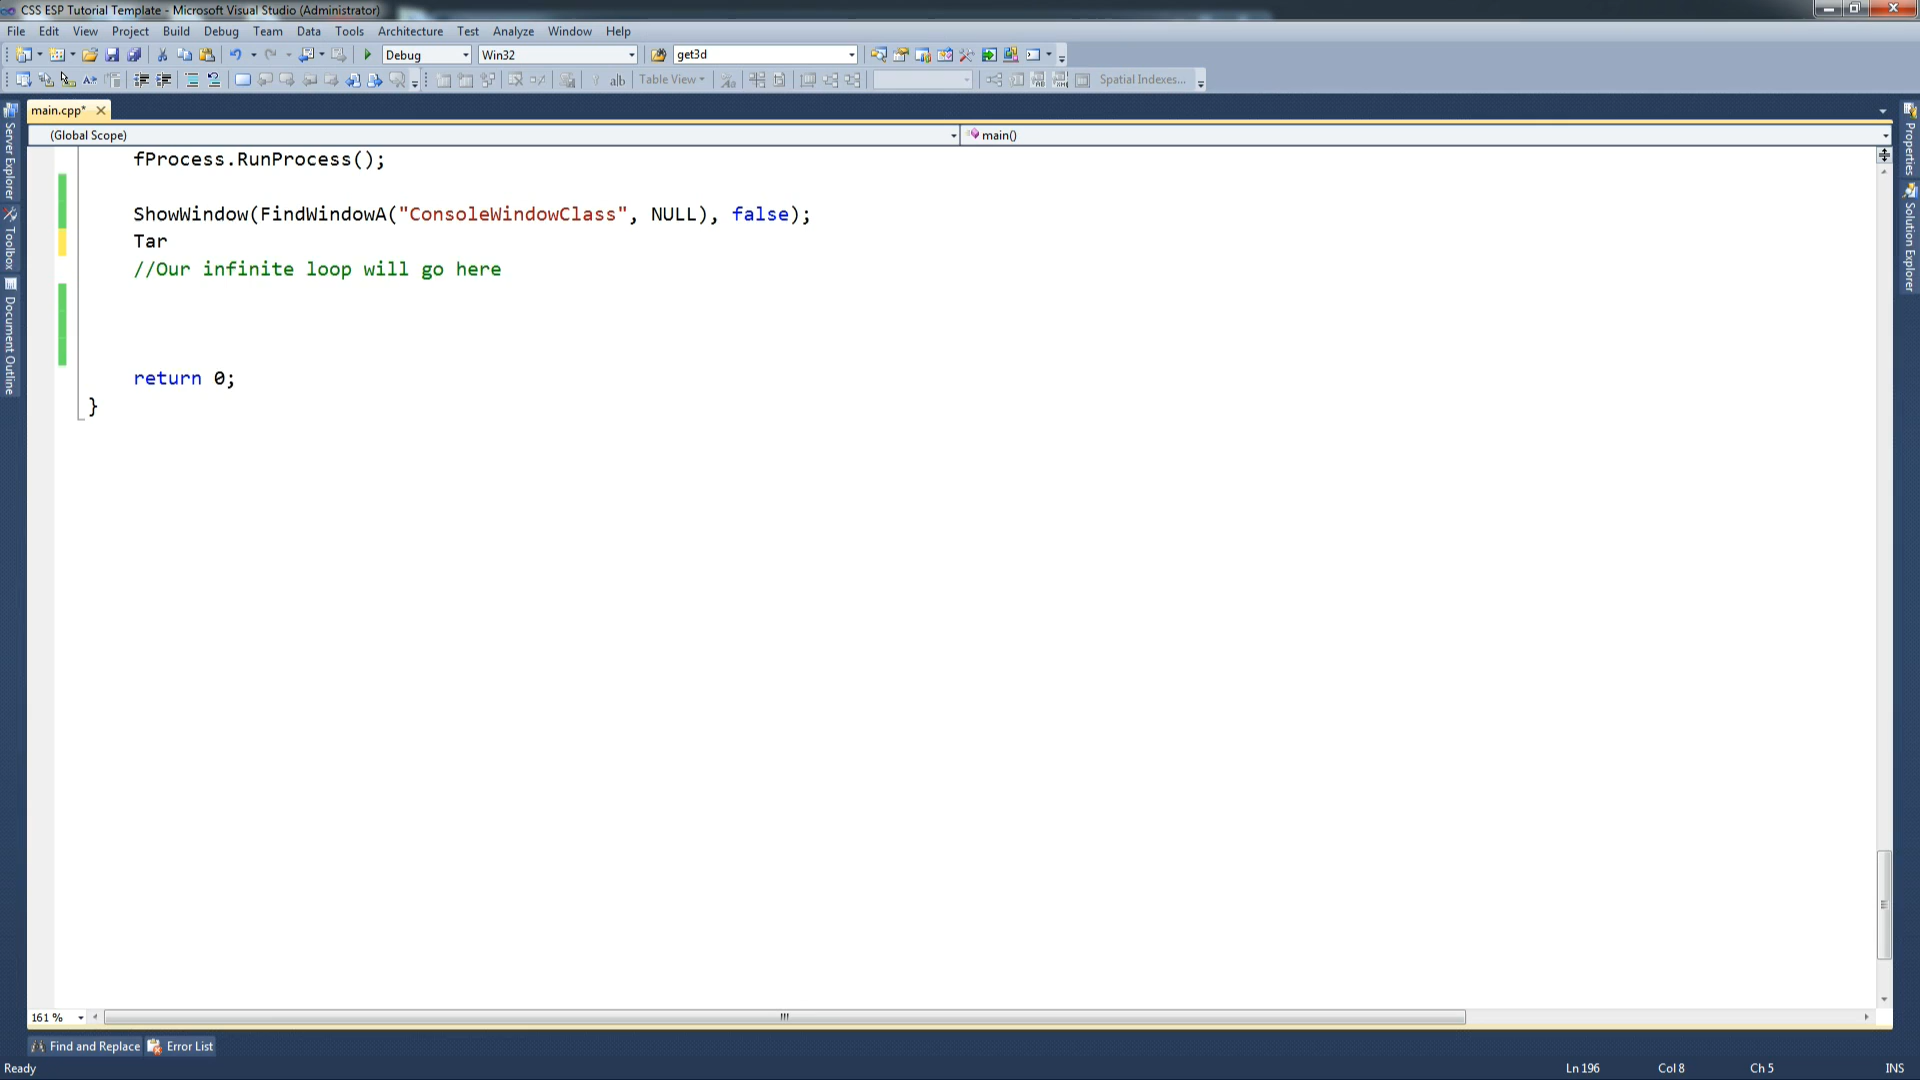 CSS ESP Tutorial Template - Microsoft Visual Studio (Administrator)
File Edit View Project Build Debug Team Data Tools Architecture Test Analyze Window Help
Debug Win32 get3d
Table View Spatial Indexes...
main.cpp*
(Global Scope) main()
Server Explorer
Toolbox
Document Outline
fProcess.RunProcess();
ShowWindow(FindWindowA("ConsoleWindowClass", NULL), false);
Tar
//Our infinite loop will go here
return 0;
}
Properties
Solution Explorer
161 %
Find and Replace Error List
Ready Ln 196 Col 8 Ch 5 INS